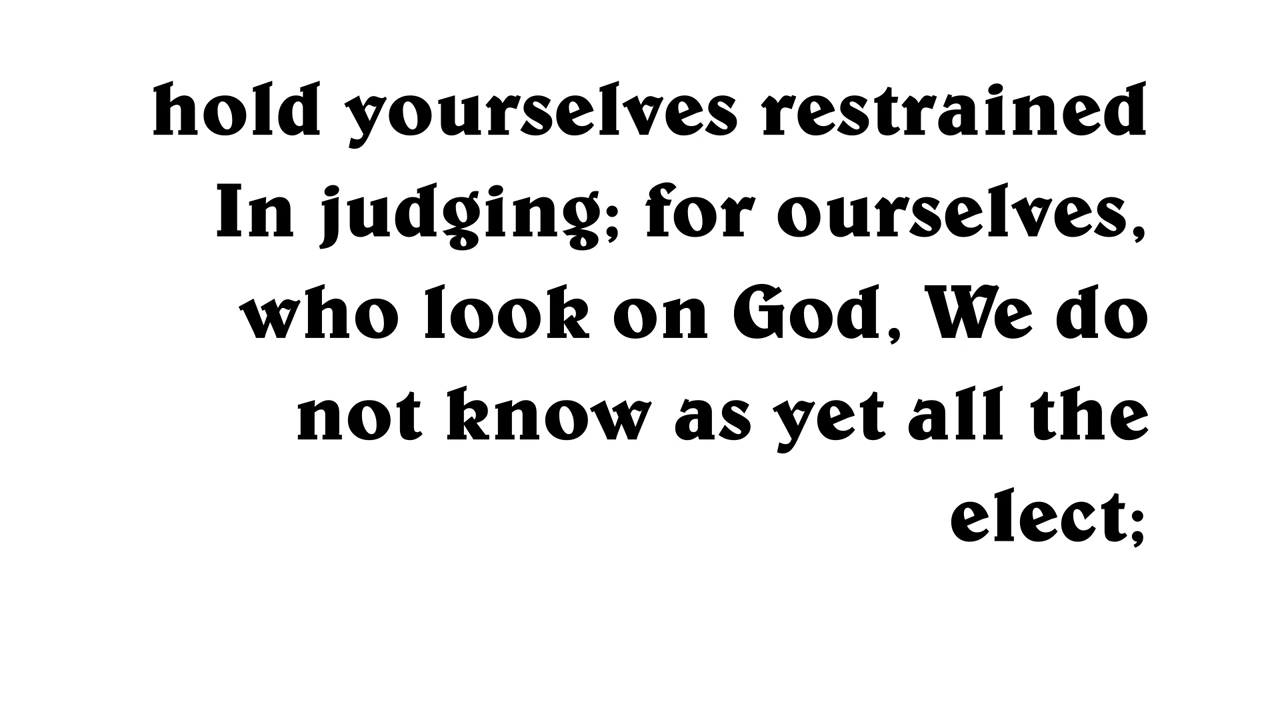 hold yourselves restrained
In judging; for ourselves,
who look on God, We do
not know as yet all the
elect;